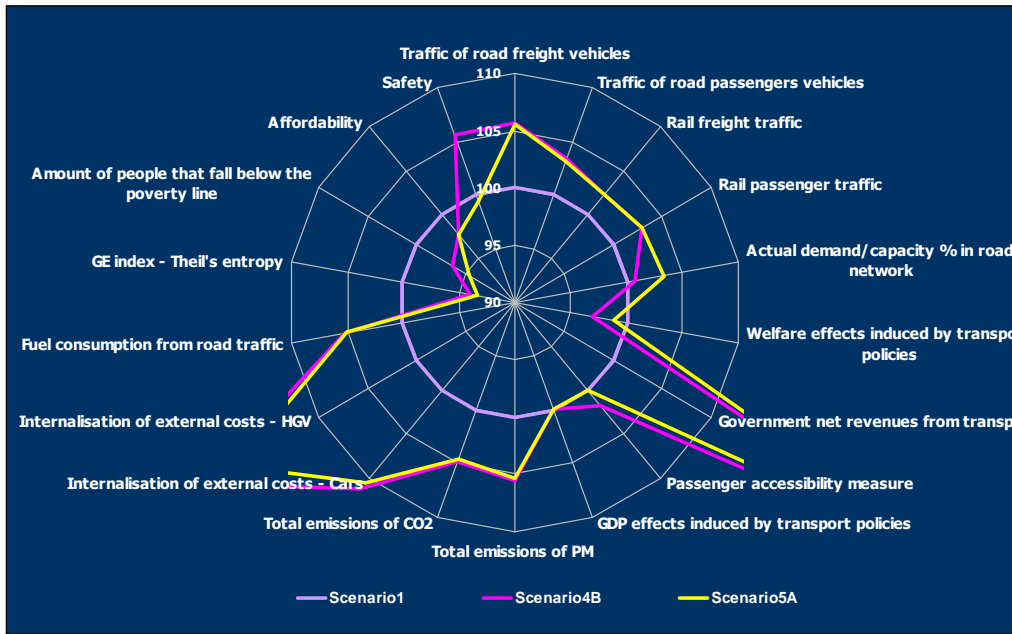 Traffic of road freight vehicles
110
Safety
Traffic of road passengers vehicles
Affordability
105
Rail freight traffic
Amount of people that fall below the
poverty line
100
Rail passenger traffic
GE index - Theil's entropy
95
Actual demand/capacity % in road
network
90
Fuel consumption from road traffic
Welfare effects induced by transpor
policies
Internalisation of external costs - HGV
Government net revenues from transp
Internalisation of external costs - Cars
Passenger accessibility measure
Total emissions of CO2
GDP effects induced by transport policies
Total emissions of PM
Scenario1
Scenario4B
Scenario5A